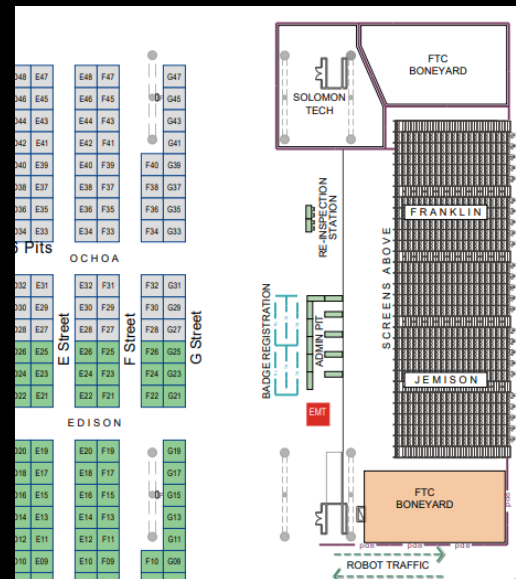 E47 E48 F47 G47
E45 E46 F45 G45
E43 E44 F43 G43
E41 E42 F41 G41
E39 E40 F39 F40 G39
E37 E38 F37 F38 G37
E35 E36 F35 F36 G35
E33 E34 F33 F34 G33
Pits
OCHOA
E31 E32 F31 F32 G31
E29 E30 F29 F30 G29
E27 E28 F27 F28 G27
E25 E26 F25 F26 G25
E23 E24 F23 F24 G23
E21 E22 F21 F22 G21
E Street
F Street
G Street
EDISON
E19 E20 F19 G19
E17 E18 F17 G17
E15 E16 F15 G15
E13 E14 F13 G13
E11 E12 F11 G11
E09 E10 F09 F10 G09
SOLOMON
TECH
FTC
BONEYARD
RE-INSPECTION
STATION
SCREENS ABOVE
FRANKLIN
BADGE REGISTRATION
ADMIN PIT
JEMISON
EMT
FTC
BONEYARD
ROBOT TRAFFIC